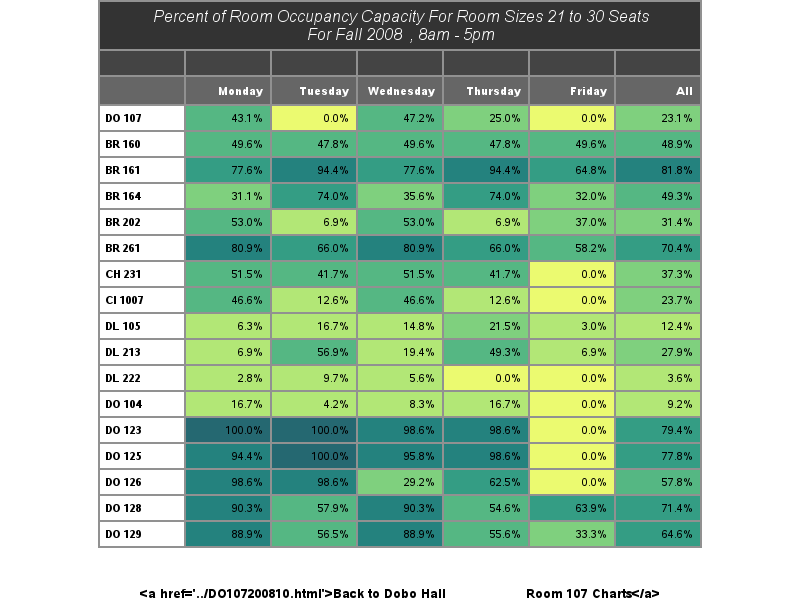 Percent of Room Occupancy Capacity For Room Sizes 21 to 30 Seats
For Fall 2008 , 8am - 5pm
Monday Tuesday Wednesday Thursday Friday All
DO 107 43.1% 0.0% 47.2% 25.0% 0.0% 23.1%
BR 160 49.6% 47.8% 49.6% 47.8% 49.6% 48.9%
BR 161 77.6% 94.4% 77.6% 94.4% 64.8% 81.8%
BR 164 31.1% 74.0% 35.6% 74.0% 32.0% 49.3%
BR 202 53.0% 6.9% 53.0% 6.9% 37.0% 31.4%
BR 261 80.9% 66.0% 80.9% 66.0% 58.2% 70.4%
CH 231 51.5% 41.7% 51.5% 41.7% 0.0% 37.3%
CI 1007 46.6% 12.6% 46.6% 12.6% 0.0% 23.7%
DL 105 6.3% 16.7% 14.8% 21.5% 3.0% 12.4%
DL 213 6.9% 56.9% 19.4% 49.3% 6.9% 27.9%
DL 222 2.8% 9.7% 5.6% 0.0% 0.0% 3.6%
DO 104 16.7% 4.2% 8.3% 16.7% 0.0% 9.2%
DO 123 100.0% 100.0% 98.6% 98.6% 0.0% 79.4%
DO 125 94.4% 100.0% 95.8% 98.6% 0.0% 77.8%
DO 126 98.6% 98.6% 29.2% 62.5% 0.0% 57.8%
DO 128 90.3% 57.9% 90.3% 54.6% 63.9% 71.4%
DO 129 88.9% 56.5% 88.9% 55.6% 33.3% 64.6%
<a href='../DO107200810.html'>Back to Dobo Hall Room 107 Charts</a>